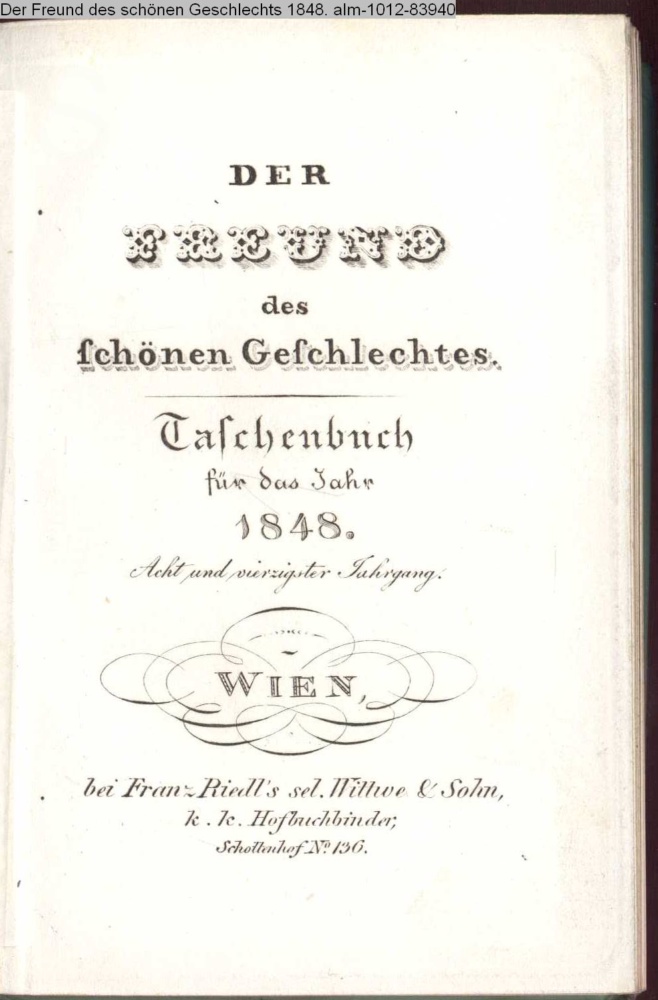 Der Freund des schönen Geschlechts 1848. alm-1012-83940
DER
FREUND
des
ſchönen Geſchlechtes.
Taſchenbuch
für das Jahr
1848.
Acht und vierzigster Jahrgang.
WIEN,
bei Franz Riedl's sel. Wittwe & Sohn,
k. k. Hofbuchbinder,
Schottenhof Nº 136.